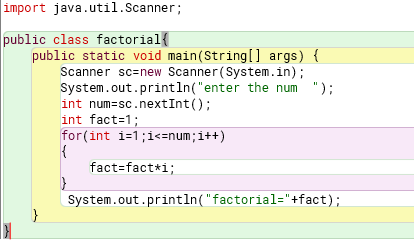 import java.util.Scanner;
public class factorial{
public static void main(String[] args) {
Scanner sc=new Scanner(System.in);
System.out.println("enter the num  ");
int num=sc.nextInt();
int fact=1;
for(int i=1;i<=num;i++)
{
fact=fact*i;
}
System.out.println("factorial="+fact);
}
}